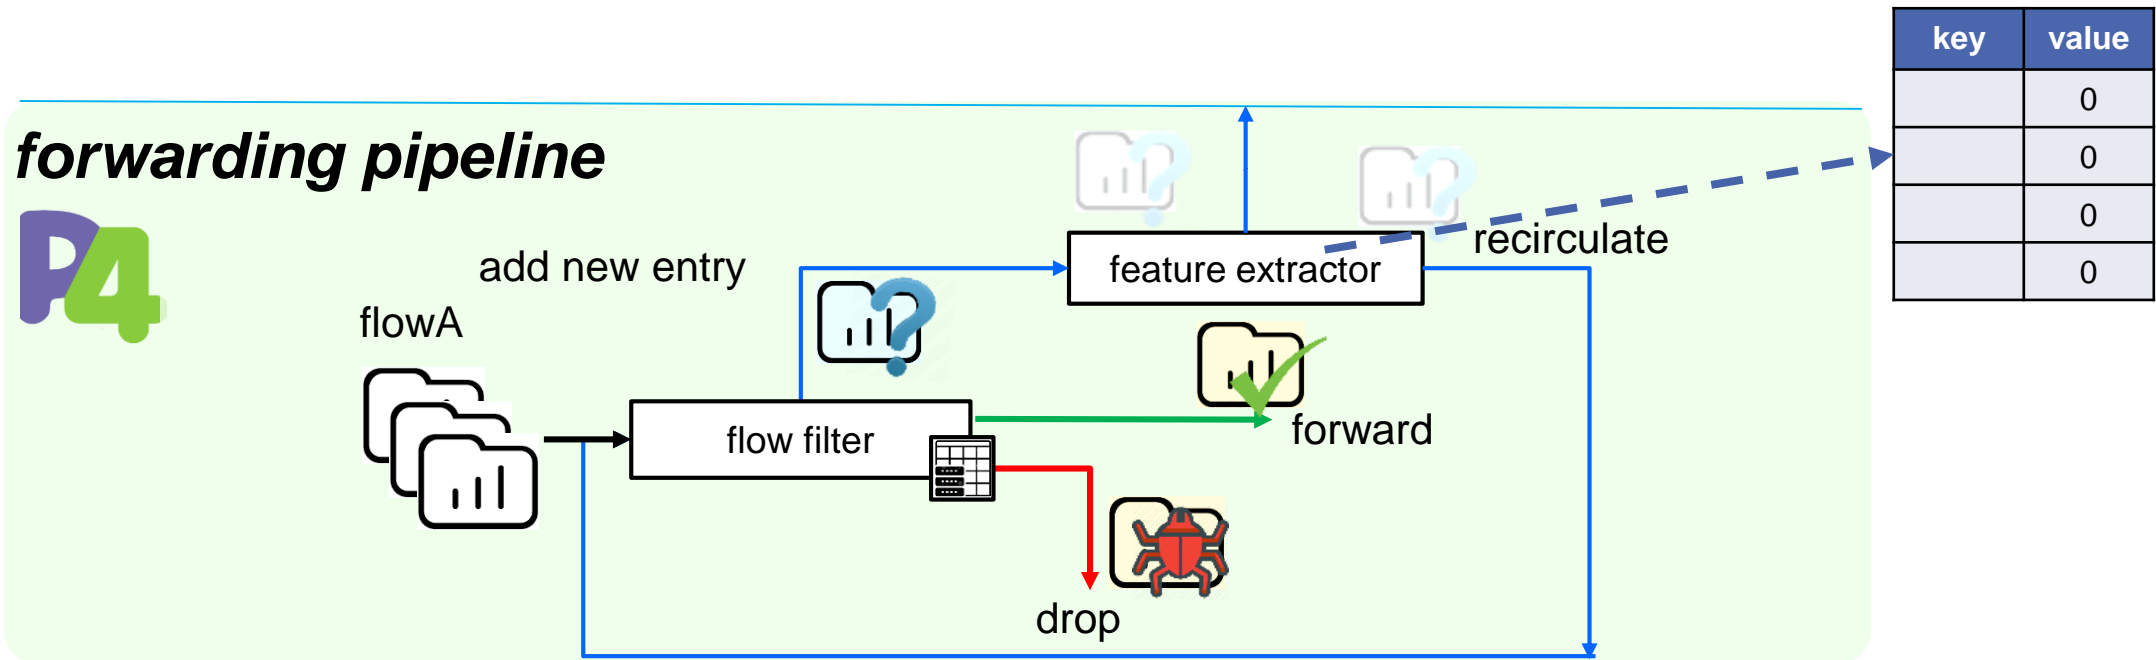 key value
0
0
0
0
forwarding pipeline
P4
add new entry
recirculate
feature extractor
flowA
flow filter
forward
drop